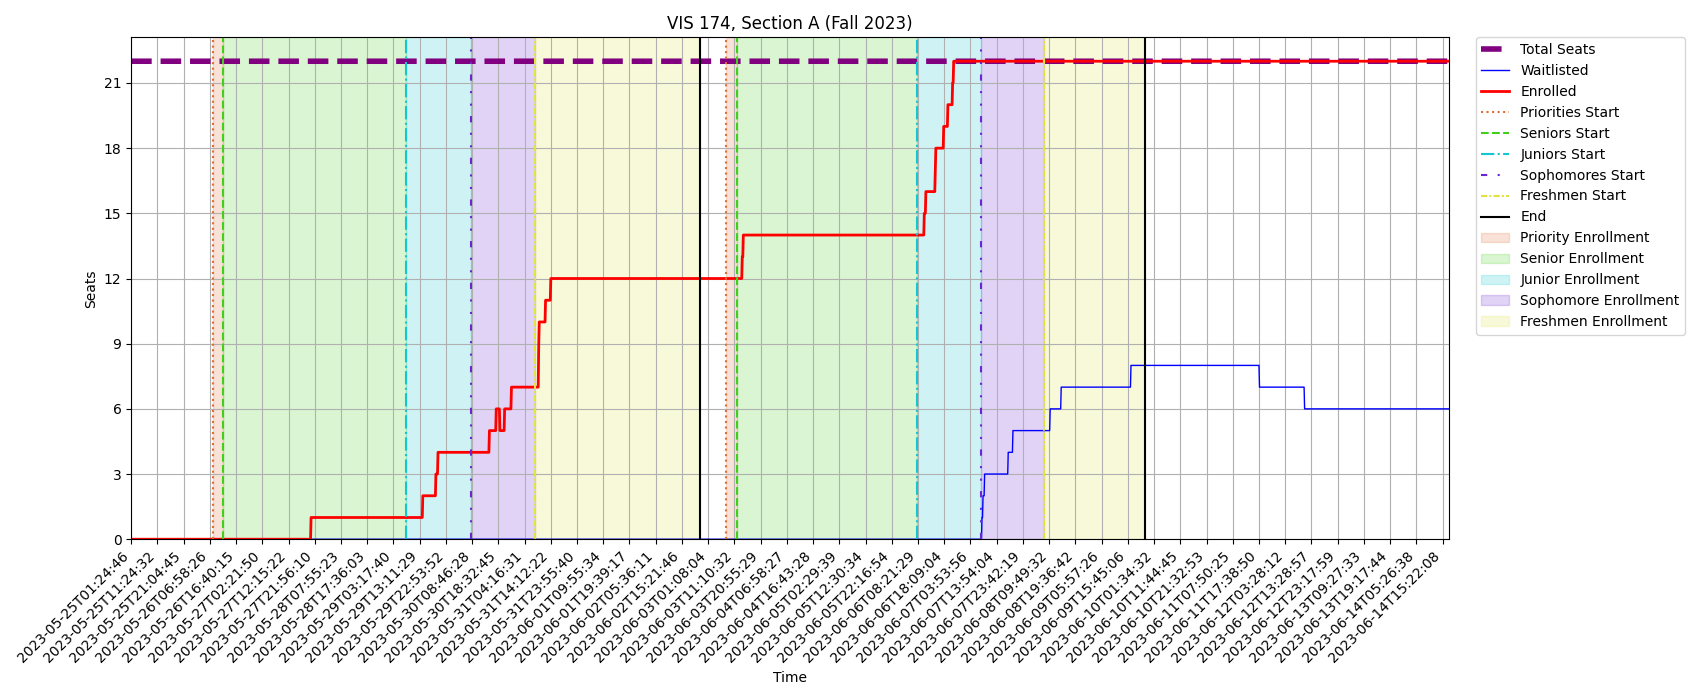 VIS 174, Section A (Fall 2023)
Total Seats
Waitlisted
Enrolled
Priorities Start
Seniors Start
Juniors Start
Sophomores Start
Freshmen Start
End
Priority Enrollment
Senior Enrollment
Junior Enrollment
Sophomore Enrollment
Freshmen Enrollment
Seats
21
18
15
12
9
6
3
0
2023-05-25T01:24:46
2023-05-25T11:24:32
2023-05-25T21:04:45
2023-05-26T06:58:26
2023-05-26T16:40:15
2023-05-27T02:21:50
2023-05-27T12:15:22
2023-05-27T21:56:10
2023-05-28T07:55:23
2023-05-28T17:36:03
2023-05-29T03:17:40
2023-05-29T13:11:29
2023-05-29T22:53:52
2023-05-30T08:46:28
2023-05-30T18:32:45
2023-05-31T04:16:31
2023-05-31T14:12:22
2023-05-31T23:55:40
2023-06-01T09:55:34
2023-06-01T19:39:17
2023-06-02T05:36:11
2023-06-02T15:21:46
2023-06-03T01:08:04
2023-06-03T11:10:32
2023-06-03T20:55:29
2023-06-04T06:58:27
2023-06-04T16:43:28
2023-06-05T02:29:39
2023-06-05T12:30:34
2023-06-05T22:16:54
2023-06-06T08:21:29
2023-06-06T18:09:04
2023-06-07T03:53:56
2023-06-07T13:54:04
2023-06-07T23:42:19
2023-06-08T09:49:32
2023-06-08T19:36:42
2023-06-09T05:57:26
2023-06-09T15:45:06
2023-06-10T01:34:32
2023-06-10T11:44:45
2023-06-10T21:32:53
2023-06-11T07:50:25
2023-06-11T17:38:50
2023-06-12T03:28:12
2023-06-12T13:28:57
2023-06-12T23:17:59
2023-06-13T09:27:33
2023-06-13T19:17:44
2023-06-14T05:26:38
2023-06-14T15:22:08
Time